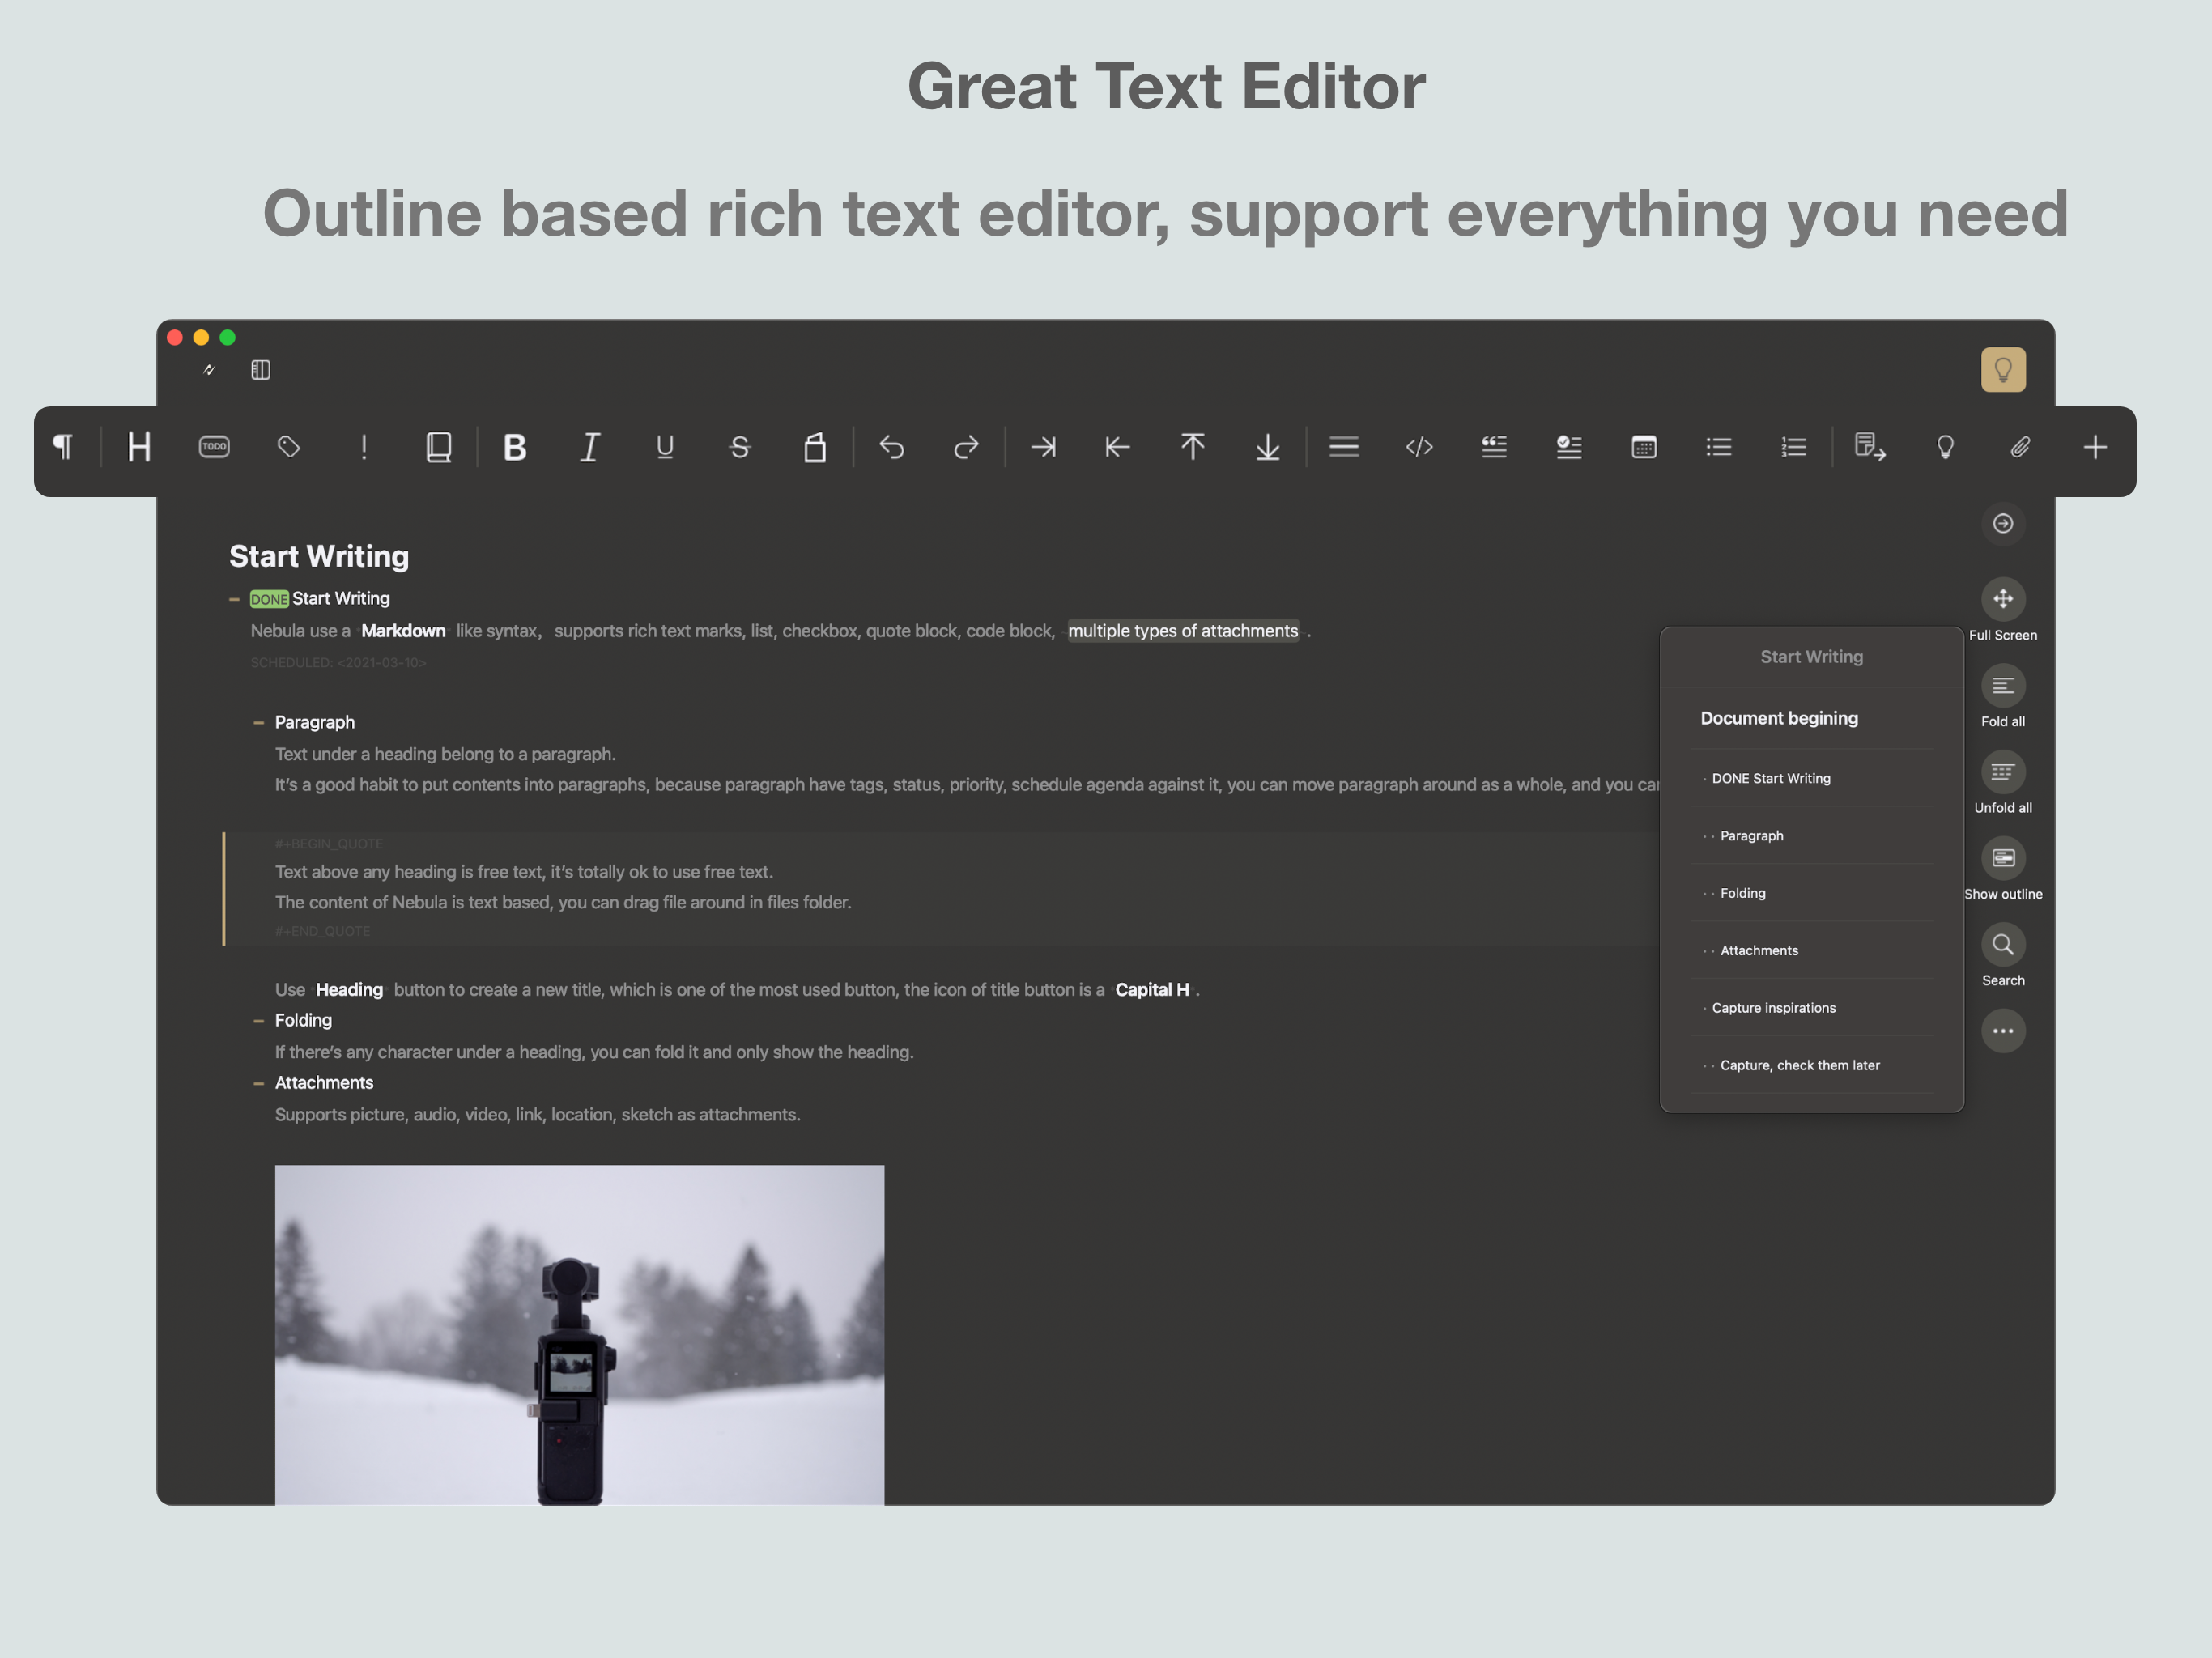 Great Text Editor
Outline based rich text editor, support everything you need
H TODO ! B I U S
Start Writing
DONE Start Writing
Nebula use a Markdown like syntax, supports rich text marks, list, checkbox, quote block, code block, multiple types of attachments .
SCHEDULED: <2021-03-10>
Paragraph
Text under a heading belong to a paragraph.
It's a good habit to put contents into paragraphs, because paragraph have tags, status, priority, schedule agenda against it, you can move paragraph around as a whole, and you can
#+BEGIN_QUOTE
Text above any heading is free text, it's totally ok to use free text.
The content of Nebula is text based, you can drag file around in files folder.
#+END_QUOTE
Use Heading button to create a new title, which is one of the most used button, the icon of title button is a Capital H .
Folding
If there's any character under a heading, you can fold it and only show the heading.
Attachments
Supports picture, audio, video, link, location, sketch as attachments.
Start Writing
Document begining
· DONE Start Writing
· · Paragraph
· · Folding
· · Attachments
· Capture inspirations
· · Capture, check them later
Full Screen
Fold all
Unfold all
Show outline
Search